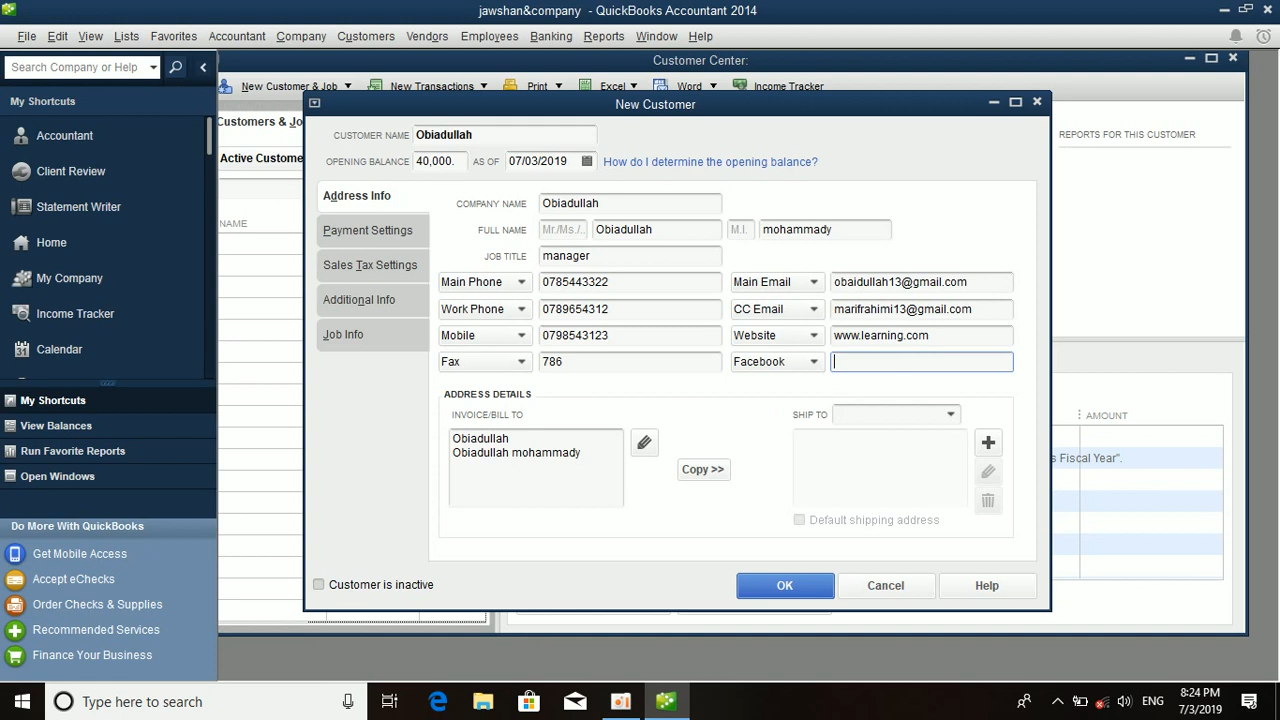 jawshan&company - QuickBooks Accountant 2014
File Edit View Lists Favorites Accountant Company Customers Vendors Employees Banking Reports Window Help
Search Company or Help
My Shortcuts
Accountant
Client Review
Statement Writer
Home
My Company
Income Tracker
Calendar
My Shortcuts
View Balances
Run Favorite Reports
Open Windows
Do More With QuickBooks
Get Mobile Access
Accept eChecks
Order Checks & Supplies
Recommended Services
Finance Your Business
Customer Center:
New Customer & Job New Transactions Print Excel Word Income Tracker
Customers & Jo
Active Custome
NAME
REPORTS FOR THIS CUSTOMER
AMOUNT
s Fiscal Year".
New Customer
CUSTOMER NAME Obiadullah
OPENING BALANCE 40,000. AS OF 07/03/2019 How do I determine the opening balance?
Address Info
Payment Settings
Sales Tax Settings
Additional Info
Job Info
COMPANY NAME Obiadullah
FULL NAME Mr./Ms./.. Obiadullah M.I. mohammady
JOB TITLE manager
Main Phone 0785443322 Main Email obaidullah13@gmail.com
Work Phone 0789654312 CC Email marifrahimi13@gmail.com
Mobile 0798543123 Website www.learning.com
Fax 786 Facebook
ADDRESS DETAILS
INVOICE/BILL TO
Obiadullah
Obiadullah mohammady
Copy >>
SHIP TO
Default shipping address
Customer is inactive
OK Cancel Help
Type here to search
ENG
8:24 PM
7/3/2019